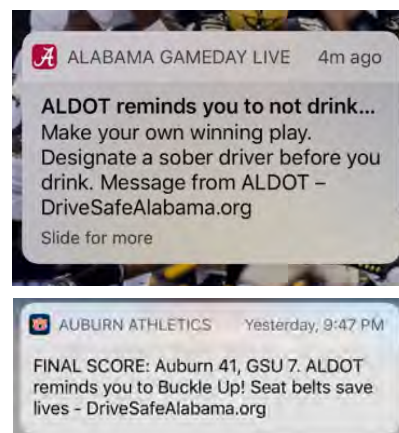 ALABAMA GAMEDAY LIVE 4m ago
ALDOT reminds you to not drink...
Make your own winning play.
Designate a sober driver before you
drink. Message from ALDOT –
DriveSafeAlabama.org
Slide for more
AUBURN ATHLETICS Yesterday, 9:47 PM
FINAL SCORE: Auburn 41, GSU 7. ALDOT
reminds you to Buckle Up! Seat belts save
lives - DriveSafeAlabama.org